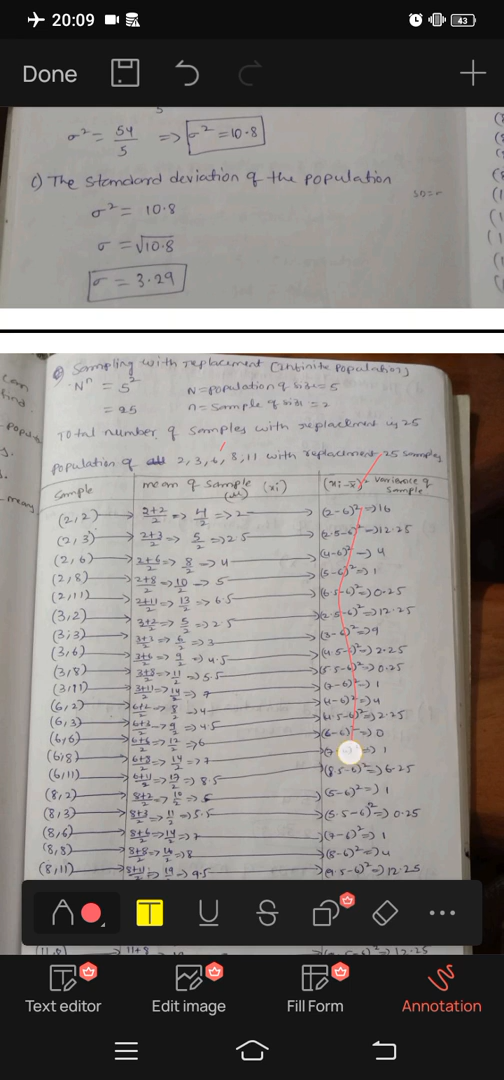 20:09
43
Done
5
σ² = 54/5 => σ² = 10.8
c) The standard deviation of the population
σ² = 10.8
σ = √10.8
σ = 3.29
Sampling with replacement (Infinite Population)
Nⁿ = 5² N = population of size = 5
= 25 n = sample of size = 2
Total number of samples with replacement is 25
population of 2, 3, 6, 8, 11 with replacement 25 samples
sample mean of sample (xi) variance of sample
(2,2) 2+2/2 => 4/2 => 2 (2-6)² => 16
(2,3) 2+3/2 => 5/2 => 2.5 (2.5-6)² => 12.25
(2,6) 2+6/2 => 8/2 -> 4 (4-6)² -> 4
(2,8) 2+8/2 => 10/2 - 5 (5-6)² => 1
(2,11) 2+11/2 => 13/2 => 6.5 (6.5-6)² => 0.25
(3,2) 3+2/2 => 5/2 => 2.5 (2.5-6)² => 12.25
(3,3) 3+3/2 => 6/2 => 3 (3-6)² => 9
(3,6) 3+6/2 => 9/2 => 4.5 (4.5-6)² => 2.25
(3,8) 3+8/2 => 11/2 => 5.5 (5.5-6)² => 0.25
(3,11) 3+11/2 => 14/2 = 7 (7-6)² => 1
(6,2) 6+2/2 => 8/2 -> 4 (4-6)² => 4
(6,3) 6+3/2 -> 9/2 => 4.5 (4.5-6)² => 2.25
(6,6) 6+6/2 => 12/2 => 6 (6-6)² => 0
(6,8) 6+8/2 => 14/2 => 7 => 1
(6,11) 6+11/2 => 17/2 => 8.5 (8.5-6)² => 6.25
(8,2) 8+2/2 => 10/2 => 5 (5-6)² => 1
(8,3) 8+3/2 => 11/2 => 5.5 (5.5-6)² => 0.25
(8,6) 8+6/2 => 14/2 => 7 (7-6)² => 1
(8,8) 8+8/2 => 16/2 => 8 (8-6)² => 4
(8,11) 8+11/2 => 19/2 => 9.5 (9.5-6)² => 12.25
T U S
Text editor
Edit image
Fill Form
Annotation